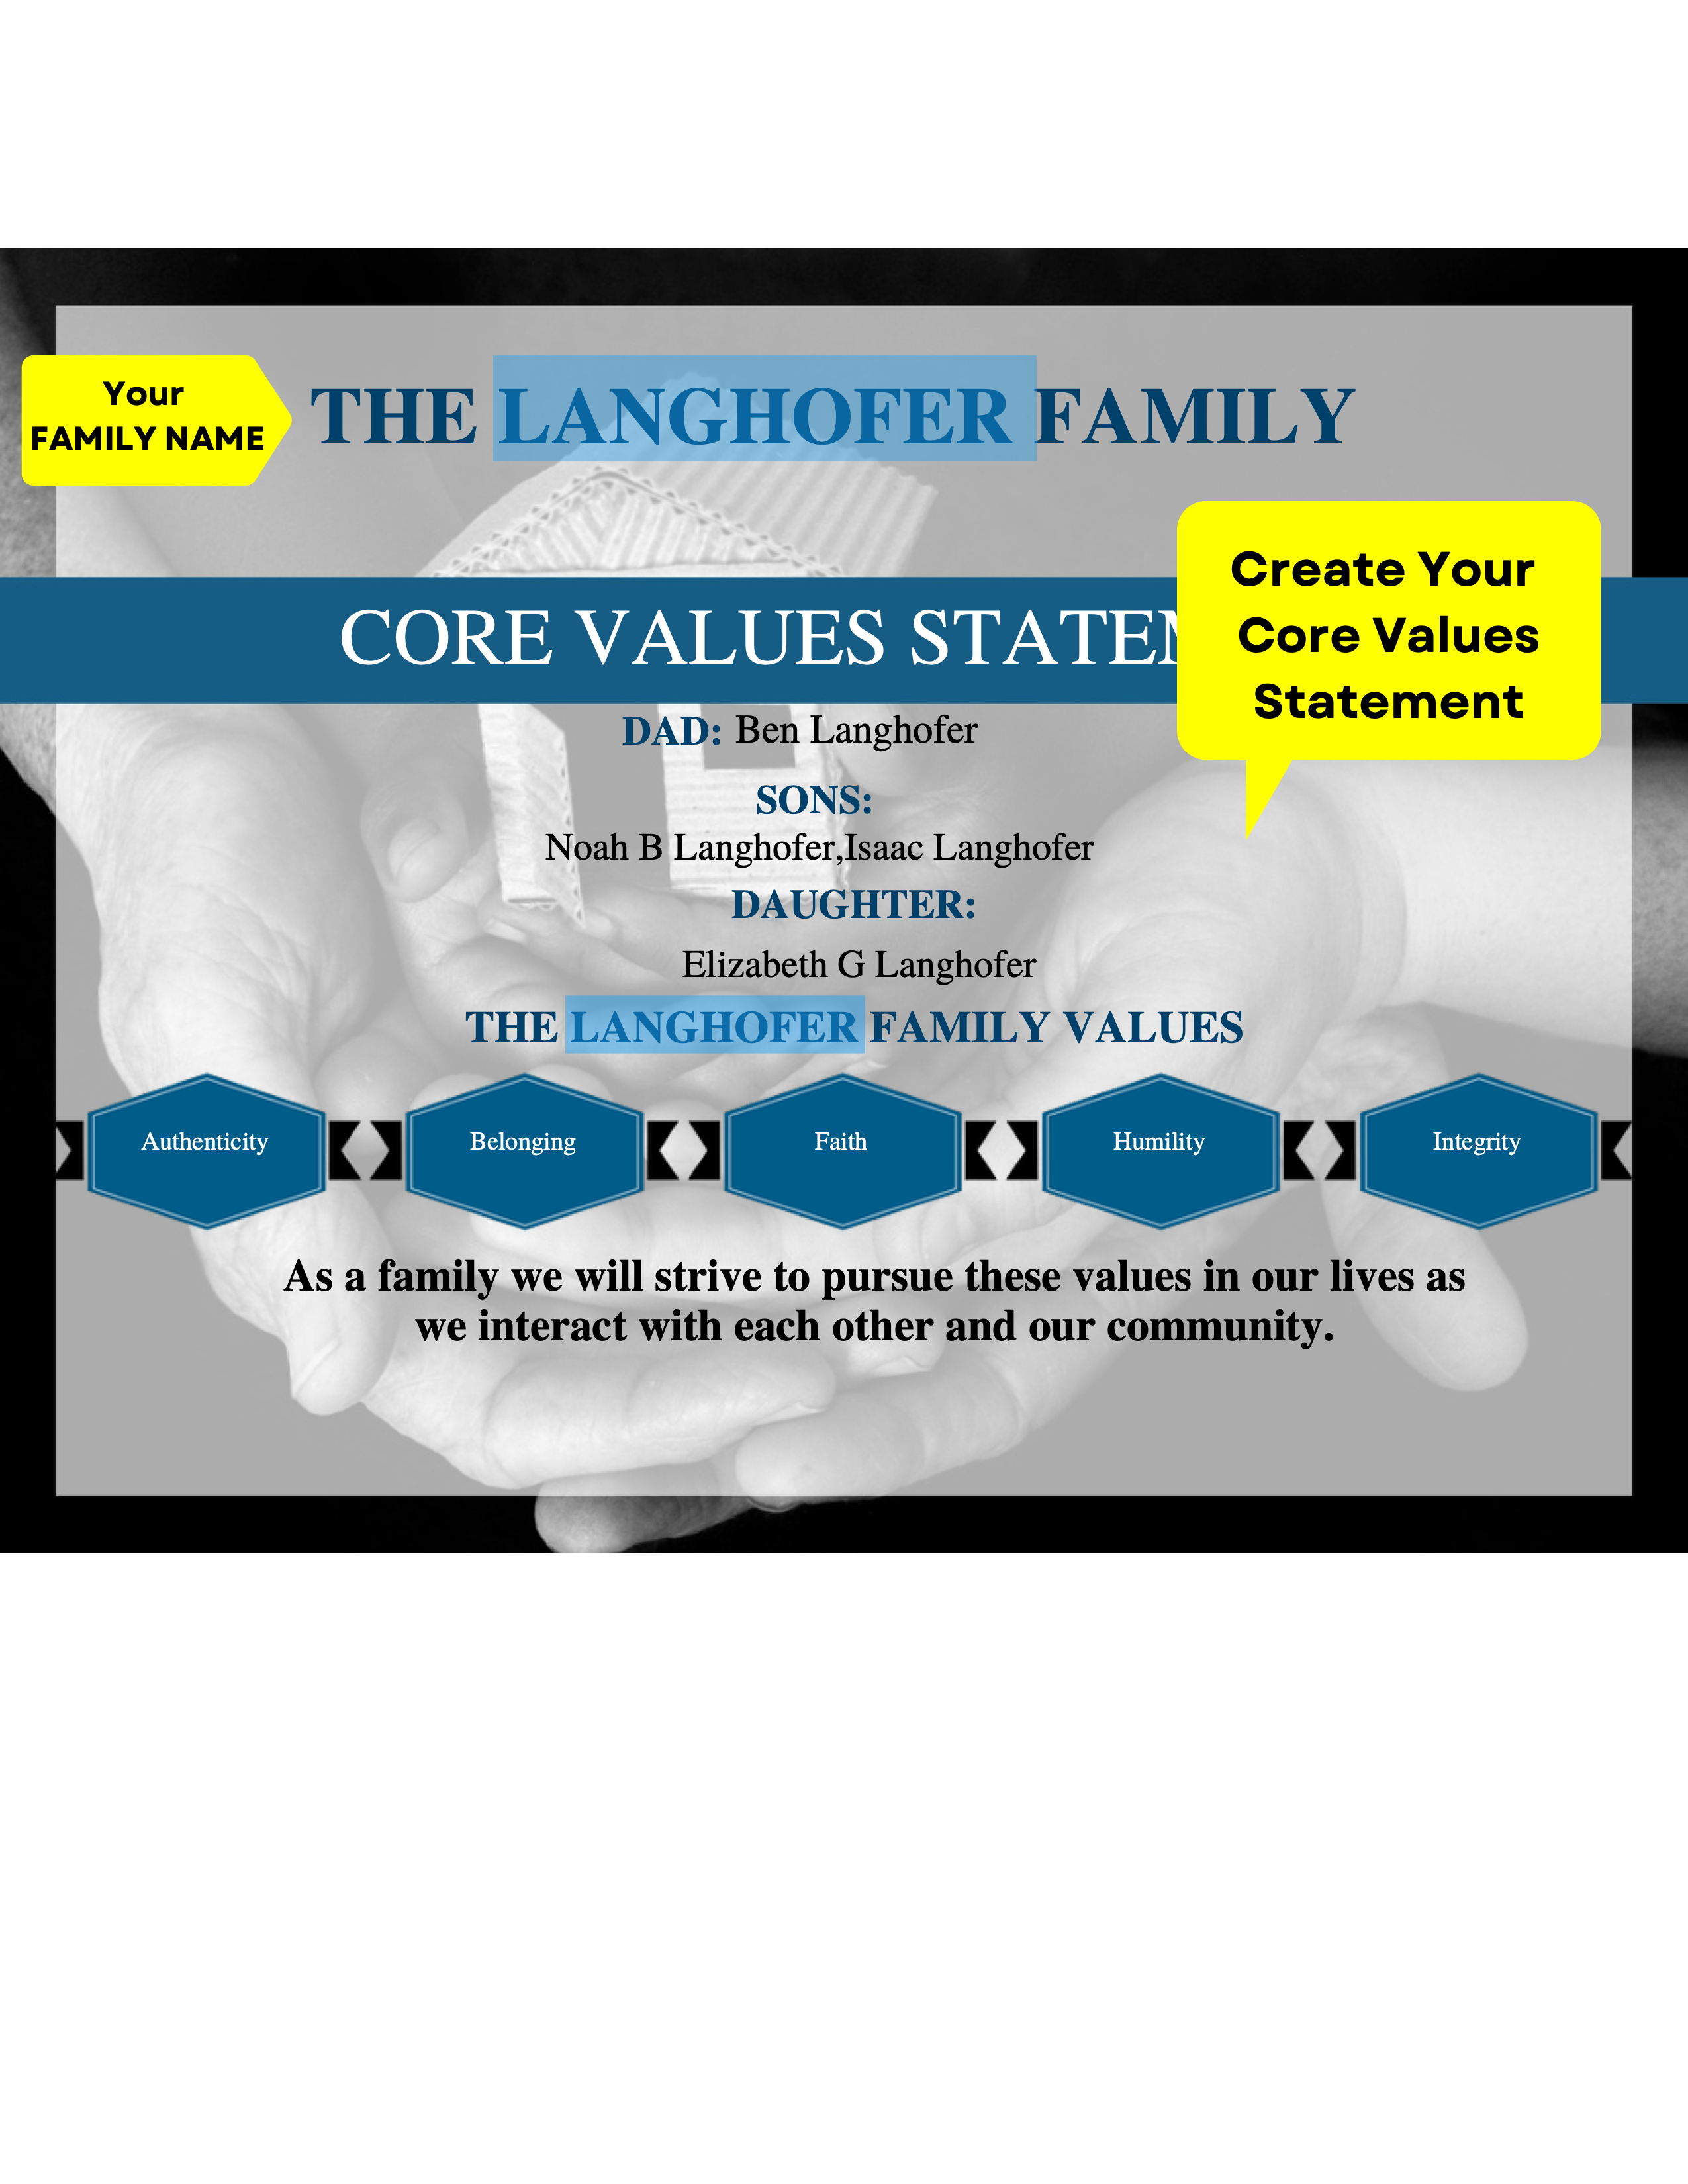 Your
FAMILY NAME
THE LANGHOFER FAMILY
Create Your
Core Values
Statement
CORE VALUES
DAD: Ben Langhofer
SONS:
Noah B Langhofer,Isaac Langhofer
DAUGHTER:
Elizabeth G Langhofer
THE LANGHOFER FAMILY VALUES
Authenticity
Belonging
Faith
Humility
Integrity
As a family we will strive to pursue these values in our lives as
we interact with each other and our community.